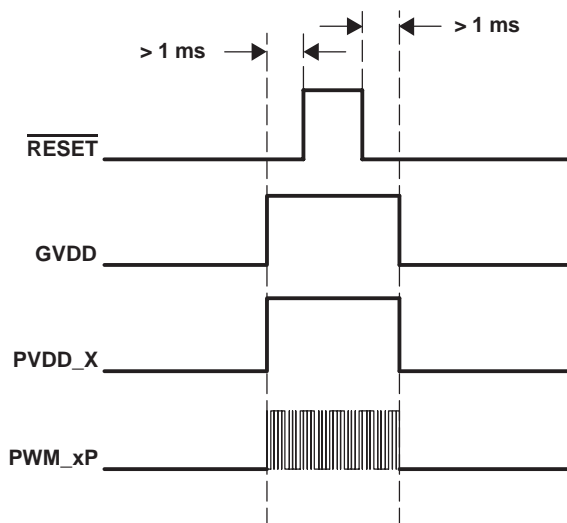 > 1 ms
> 1 ms
RESET
GVDD
PVDD_X
PWM_xP